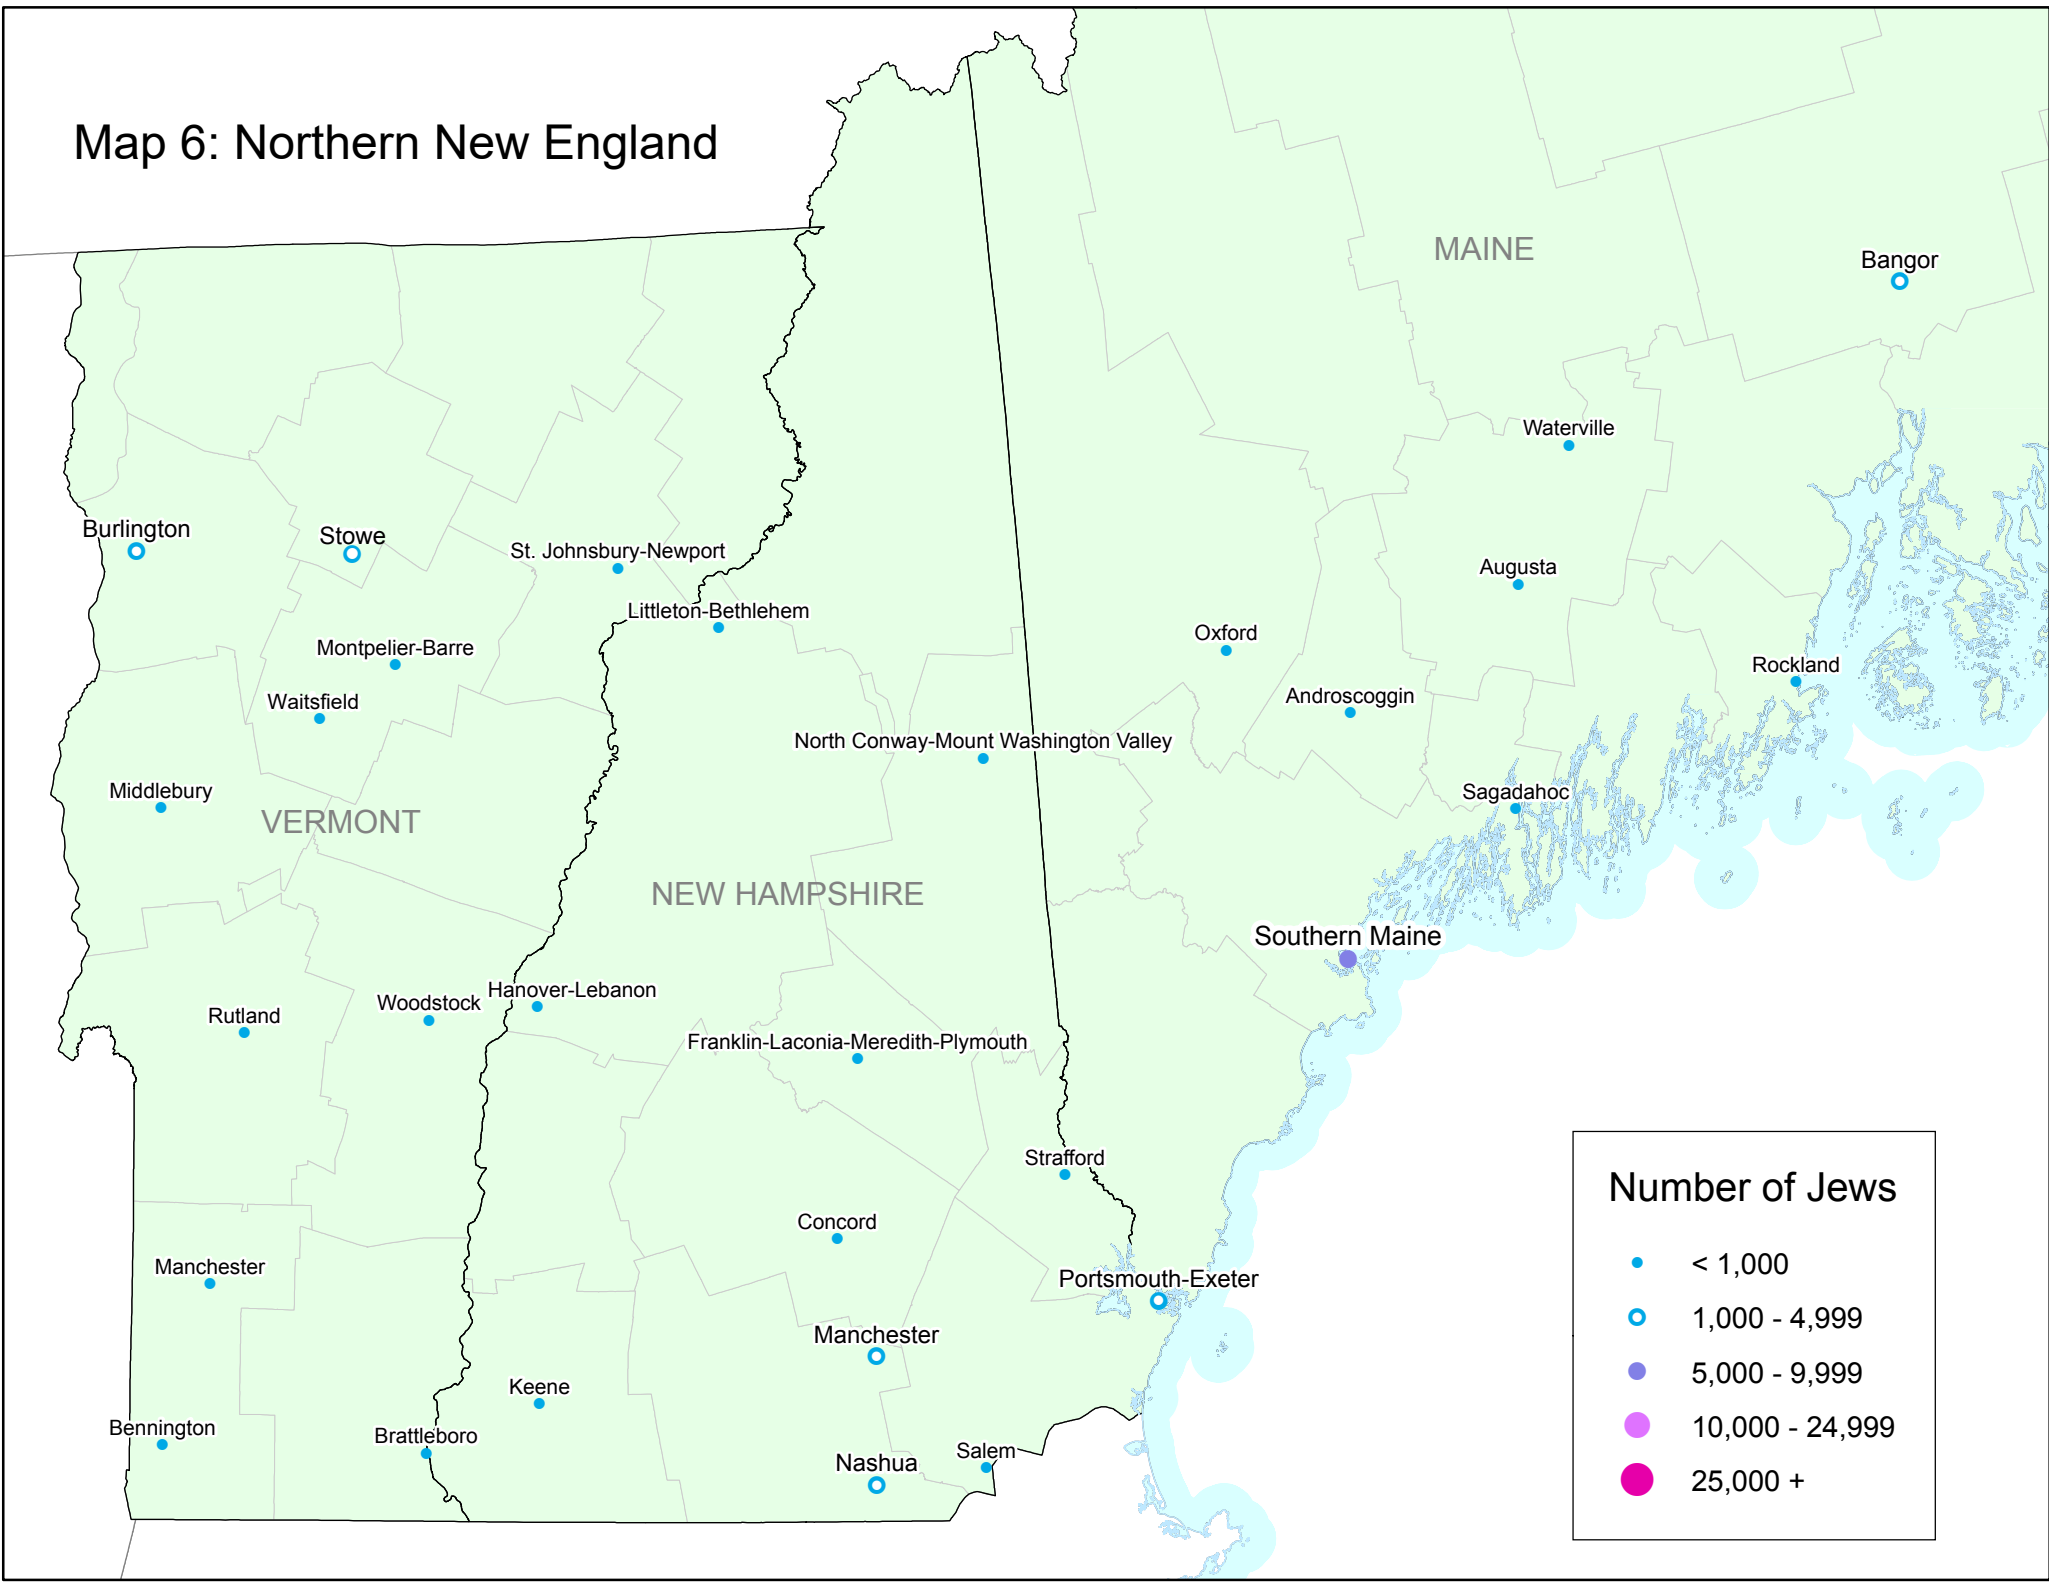 Map 6: Northern New England
MAINE
Bangor
Waterville
Burlington
Stowe
St. Johnsbury-Newport
Augusta
Littleton-Bethlehem
Oxford
Montpelier-Barre
Rockland
Waitsfield
Androscoggin
North Conway-Mount Washington Valley
Middlebury
Sagadahoc
VERMONT
NEW HAMPSHIRE
Southern Maine
Hanover-Lebanon
Woodstock
Rutland
Franklin-Laconia-Meredith-Plymouth
Strafford
Concord
Manchester
Portsmouth-Exeter
Manchester
Keene
Bennington
Brattleboro
Salem
Nashua
Number of Jews
< 1,000
1,000 - 4,999
5,000 - 9,999
10,000 - 24,999
25,000 +